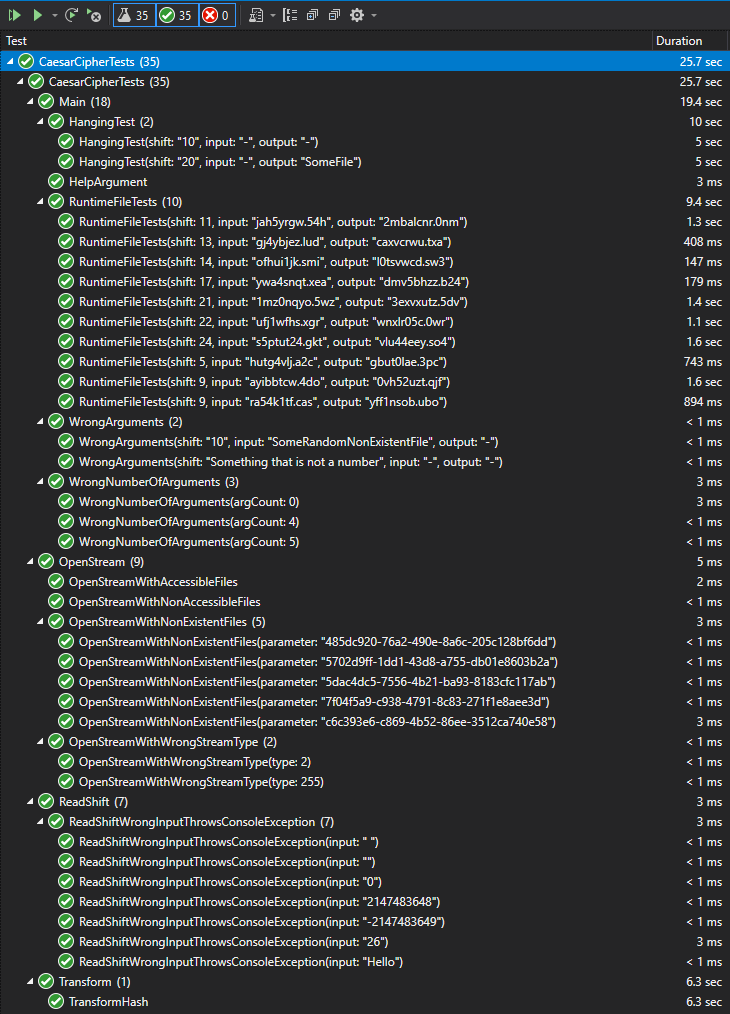 35 35 0
Test Duration
CaesarCipherTests (35) 25.7 sec
CaesarCipherTests (35) 25.7 sec
Main (18) 19.4 sec
HangingTest (2) 10 sec
HangingTest(shift: "10", input: "-", output: "-") 5 sec
HangingTest(shift: "20", input: "-", output: "SomeFile") 5 sec
HelpArgument 3 ms
RuntimeFileTests (10) 9.4 sec
RuntimeFileTests(shift: 11, input: "jah5yrgw.54h", output: "2mbalcnr.0nm") 1.3 sec
RuntimeFileTests(shift: 13, input: "gj4ybjez.lud", output: "caxvcrwu.txa") 408 ms
RuntimeFileTests(shift: 14, input: "ofhui1jk.smi", output: "l0tsvwcd.sw3") 147 ms
RuntimeFileTests(shift: 17, input: "ywa4snqt.xea", output: "dmv5bhzz.b24") 179 ms
RuntimeFileTests(shift: 21, input: "1mz0nqyo.5wz", output: "3exvxutz.5dv") 1.4 sec
RuntimeFileTests(shift: 22, input: "ufj1wfhs.xgr", output: "wnxlr05c.0wr") 1.1 sec
RuntimeFileTests(shift: 24, input: "s5ptut24.gkt", output: "vlu44eey.so4") 1.6 sec
RuntimeFileTests(shift: 5, input: "hutg4vlj.a2c", output: "gbut0lae.3pc") 743 ms
RuntimeFileTests(shift: 9, input: "ayibbtcw.4do", output: "0vh52uzt.qjf") 1.6 sec
RuntimeFileTests(shift: 9, input: "ra54k1tf.cas", output: "yff1nsob.ubo") 894 ms
WrongArguments (2) < 1 ms
WrongArguments(shift: "10", input: "SomeRandomNonExistentFile", output: "-") < 1 ms
WrongArguments(shift: "Something that is not a number", input: "-", output: "-") < 1 ms
WrongNumberOfArguments (3) 3 ms
WrongNumberOfArguments(argCount: 0) 3 ms
WrongNumberOfArguments(argCount: 4) < 1 ms
WrongNumberOfArguments(argCount: 5) < 1 ms
OpenStream (9) 5 ms
OpenStreamWithAccessibleFiles 2 ms
OpenStreamWithNonAccessibleFiles < 1 ms
OpenStreamWithNonExistentFiles (5) 3 ms
OpenStreamWithNonExistentFiles(parameter: "485dc920-76a2-490e-8a6c-205c128bf6dd") < 1 ms
OpenStreamWithNonExistentFiles(parameter: "5702d9ff-1dd1-43d8-a755-db01e8603b2a") < 1 ms
OpenStreamWithNonExistentFiles(parameter: "5dac4dc5-7556-4b21-ba93-8183cfc117ab") < 1 ms
OpenStreamWithNonExistentFiles(parameter: "7f04f5a9-c938-4791-8c83-271f1e8aee3d") < 1 ms
OpenStreamWithNonExistentFiles(parameter: "c6c393e6-c869-4b52-86ee-3512ca740e58") 3 ms
OpenStreamWithWrongStreamType (2) < 1 ms
OpenStreamWithWrongStreamType(type: 2) < 1 ms
OpenStreamWithWrongStreamType(type: 255) < 1 ms
ReadShift (7) 3 ms
ReadShiftWrongInputThrowsConsoleException (7) 3 ms
ReadShiftWrongInputThrowsConsoleException(input: " ") < 1 ms
ReadShiftWrongInputThrowsConsoleException(input: "") < 1 ms
ReadShiftWrongInputThrowsConsoleException(input: "0") < 1 ms
ReadShiftWrongInputThrowsConsoleException(input: "2147483648") < 1 ms
ReadShiftWrongInputThrowsConsoleException(input: "-2147483649") < 1 ms
ReadShiftWrongInputThrowsConsoleException(input: "26") 3 ms
ReadShiftWrongInputThrowsConsoleException(input: "Hello") < 1 ms
Transform (1) 6.3 sec
TransformHash 6.3 sec